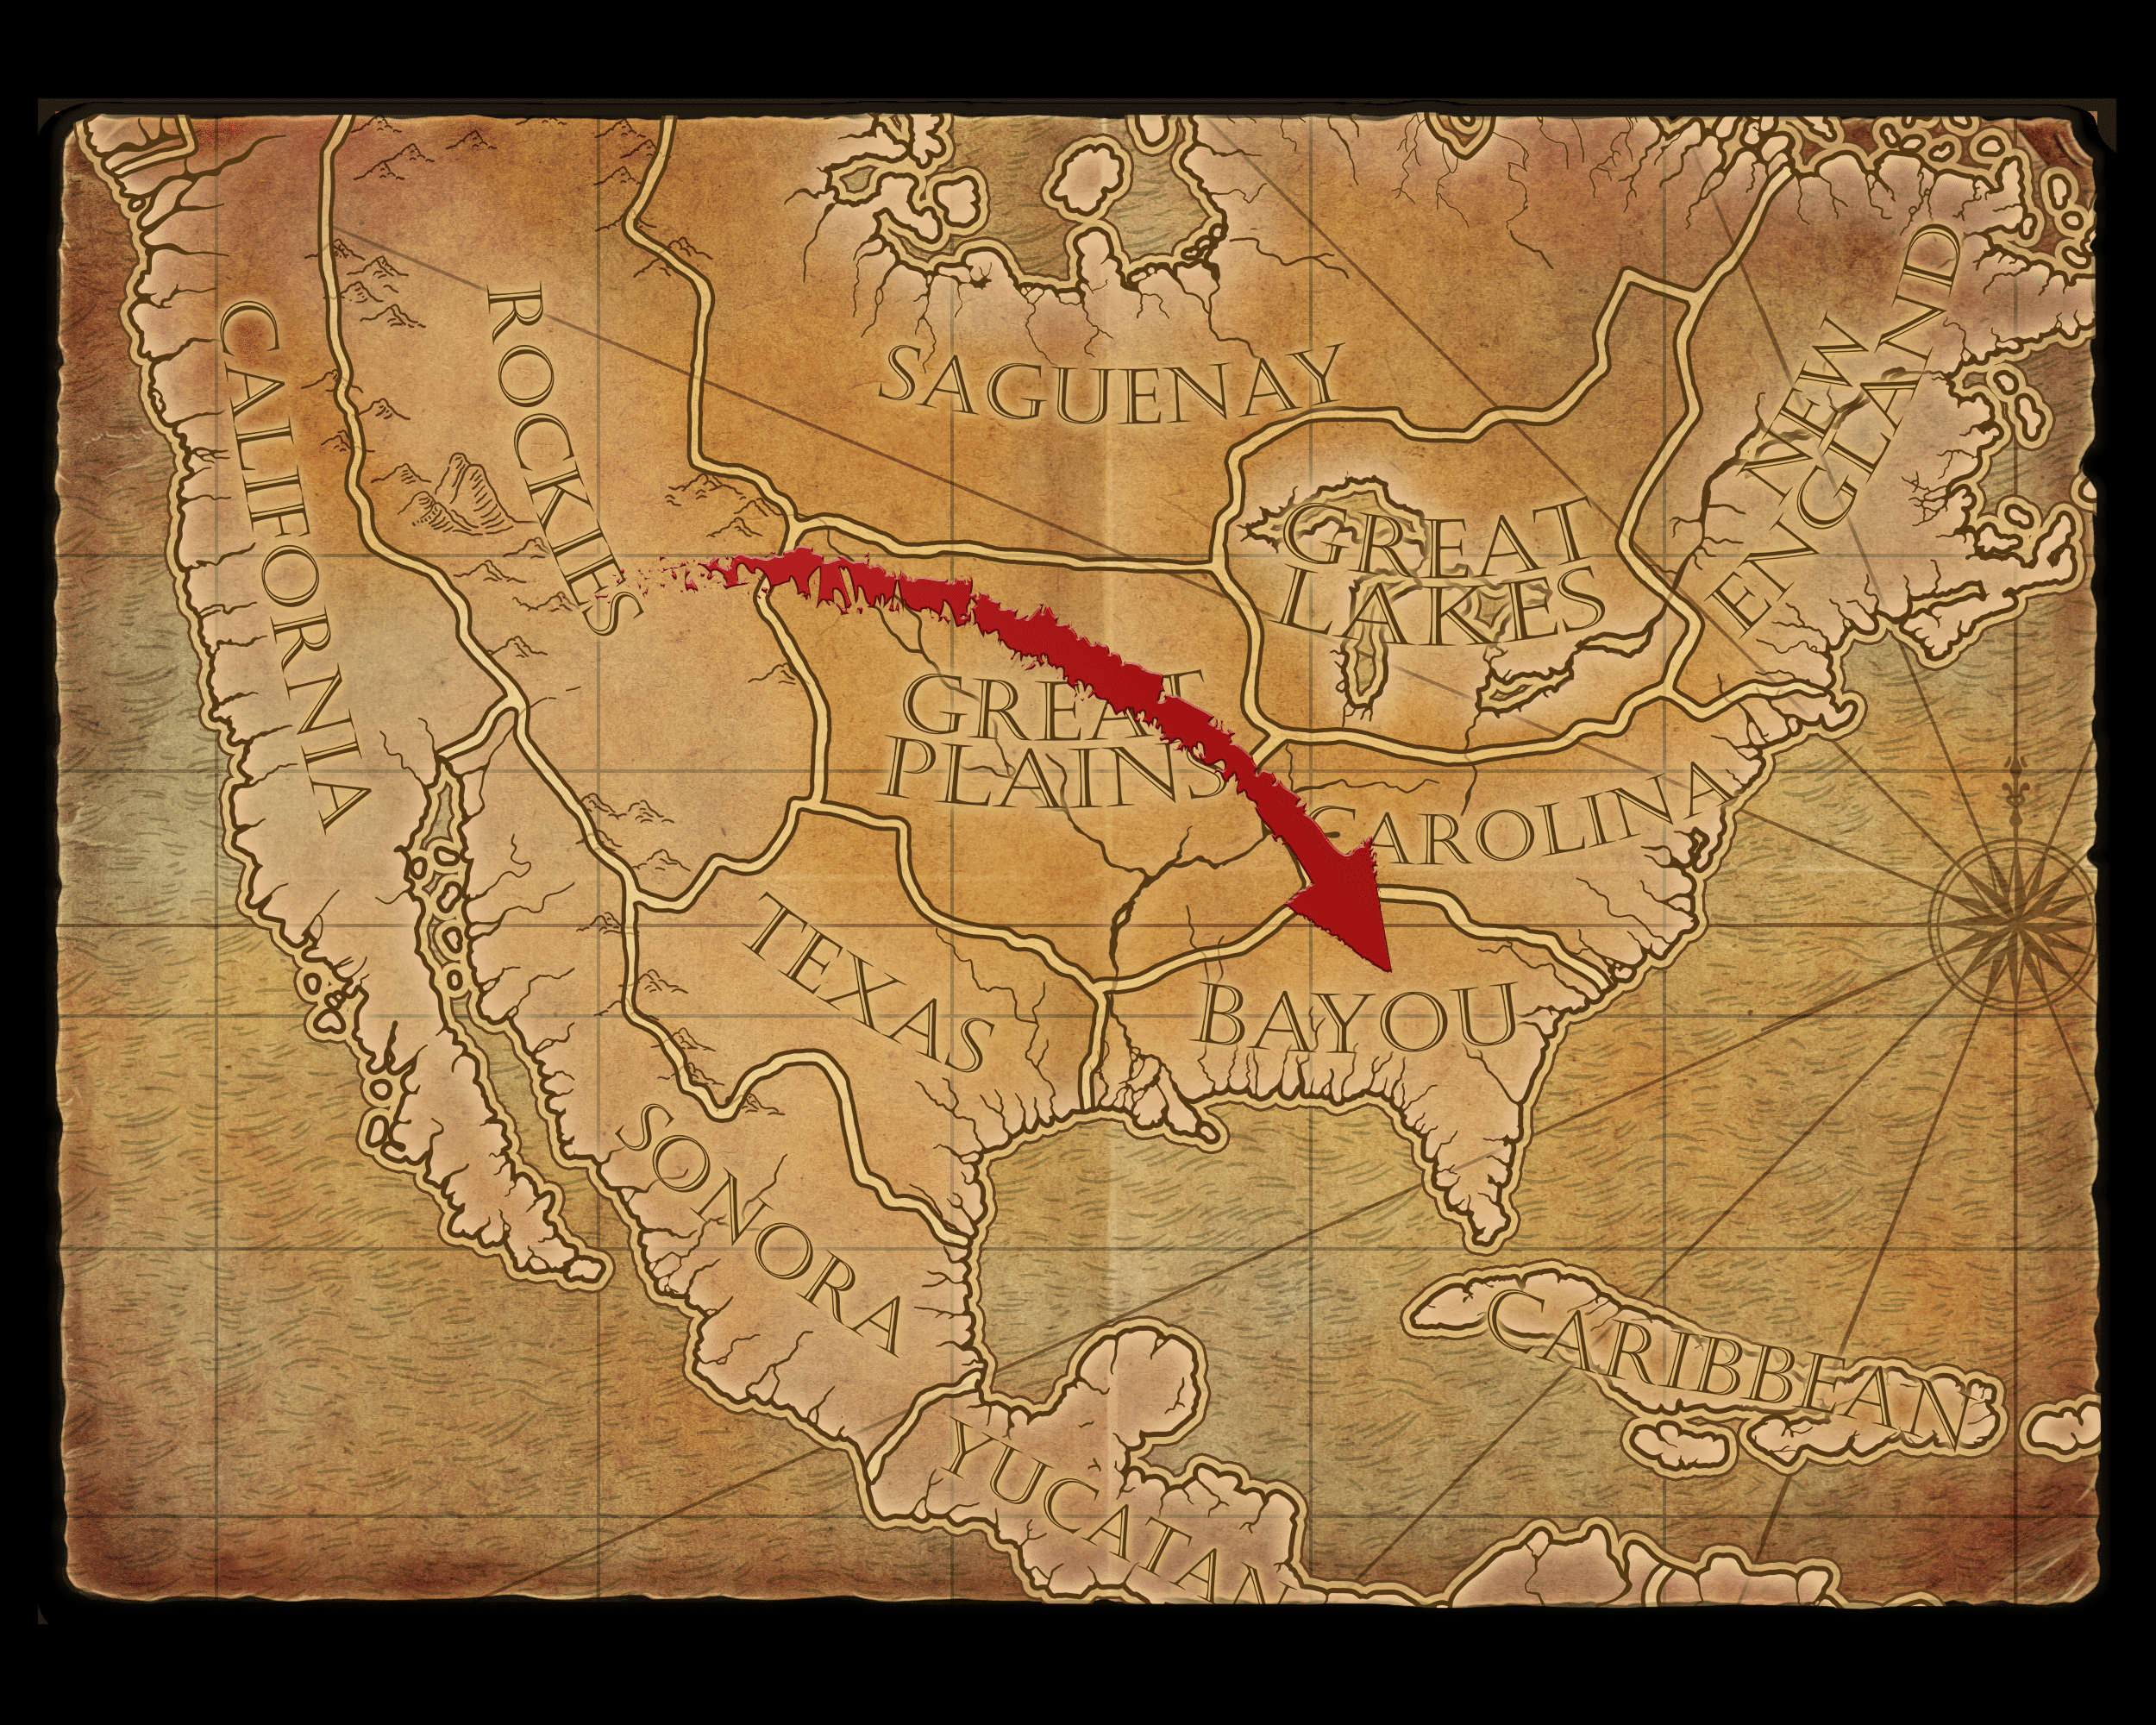 CALIFORNIA
ROCKIES
SAGUENAY
NEW
ENGLAND
GREAT
LAKES
GREAT
PLAINS
CAROLINA
TEXAS
BAYOU
SONORA
CARIBBEAN
YUCATAN